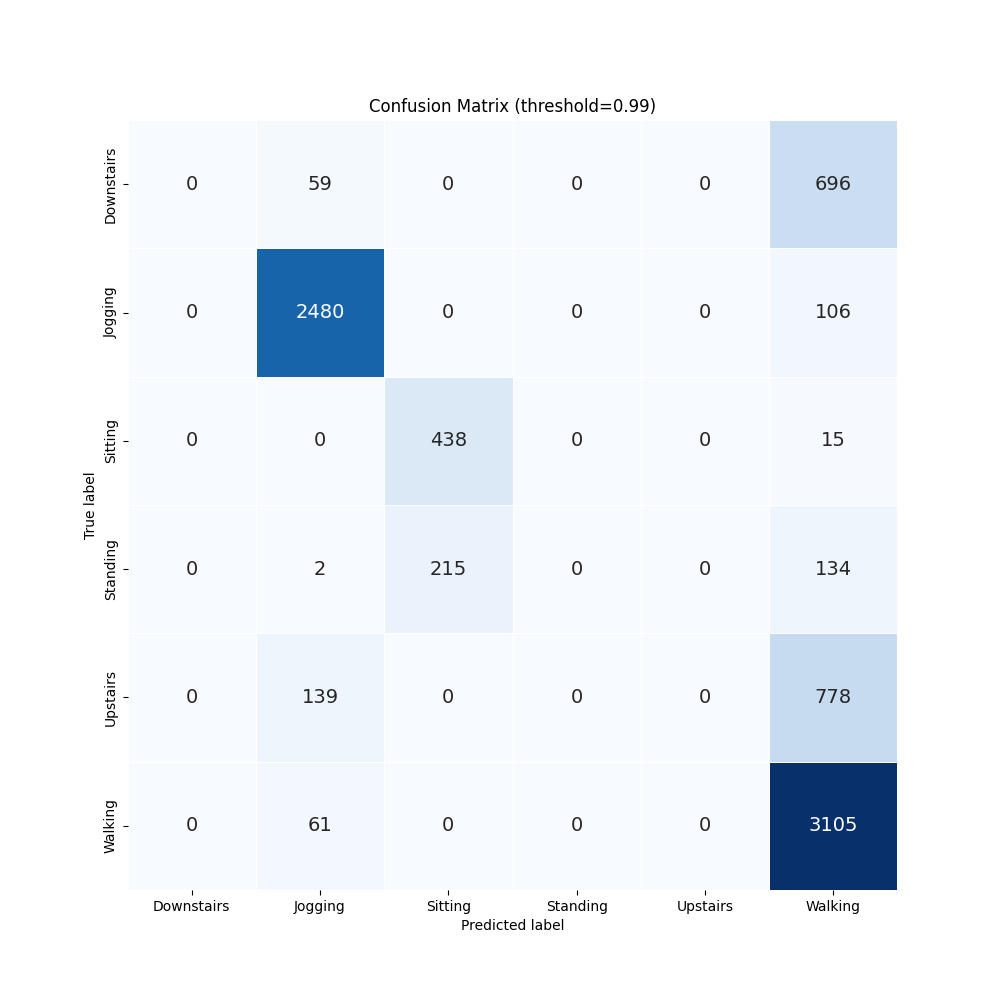 Confusion Matrix (threshold=0.99)
True label
Downstairs 0 59 0 0 0 696
Jogging 0 2480 0 0 0 106
Sitting 0 0 438 0 0 15
Standing 0 2 215 0 0 134
Upstairs 0 139 0 0 0 778
Walking 0 61 0 0 0 3105
Downstairs Jogging Sitting Standing Upstairs Walking
Predicted label